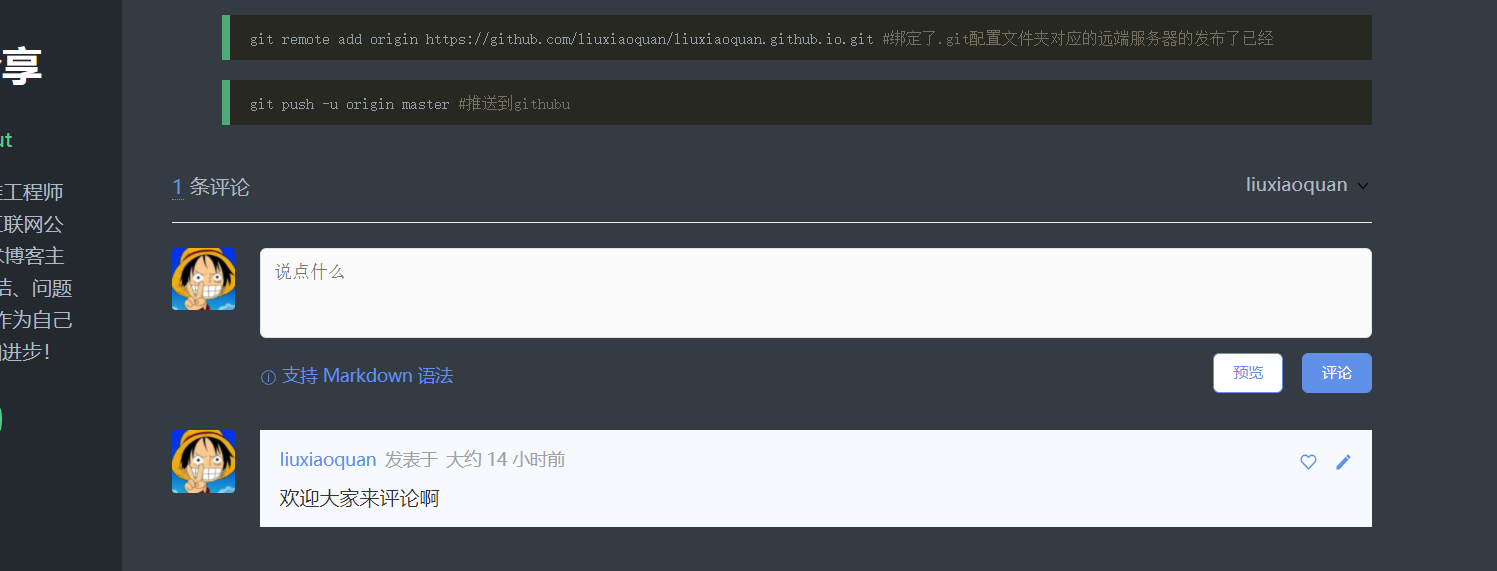 git remote add origin https://github.com/liuxiaoquan/liuxiaoquan.github.io.git #绑定了.git配置文件夹对应的远端服务器的发布了已经
享
git push -u origin master #推送到githubu
ut
1 条评论
liuxiaoquan
工程师
联网公
博客主
、问题
作为自己
进步！
说点什么
支持 Markdown 语法
预览
评论
liuxiaoquan 发表于 大约 14 小时前
欢迎大家来评论啊